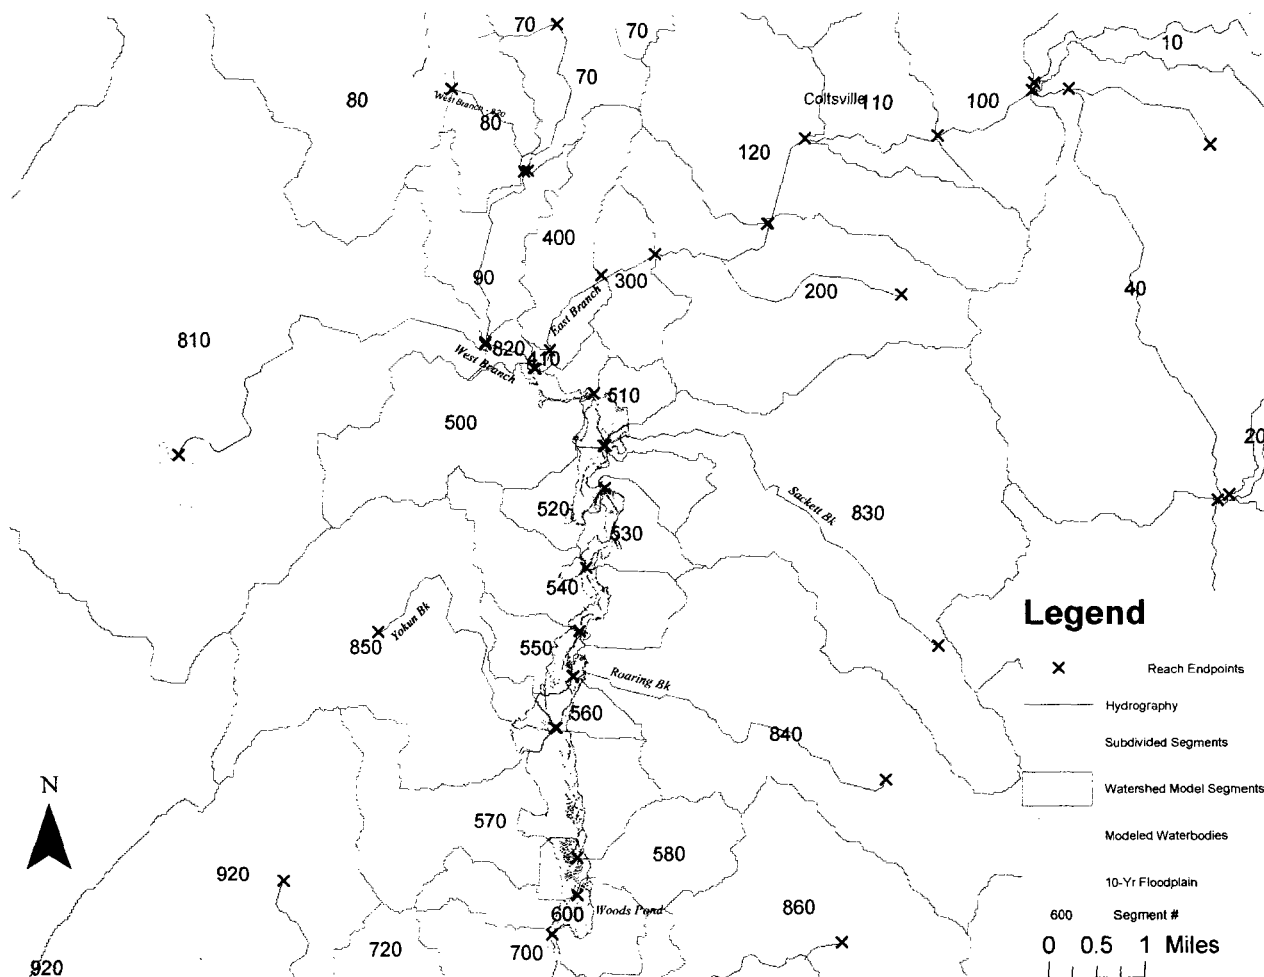 70
70
10
70
80
West Branch - 820
80
Coltsville
110
100
120
400
90
300
200
40
East Branch
810
820
410
West Branch
510
500
20
Sackett Bk
830
520
530
540
Yokun Bk
850
550
Roaring Bk
560
840
570
580
920
600
Woods Pond
860
720
700
920
N
Legend
Reach Endpoints
Hydrography
Subdivided Segments
Watershed Model Segments
Modeled Waterbodies
10-Yr Floodplain
600 Segment #
0 0.5 1 Miles